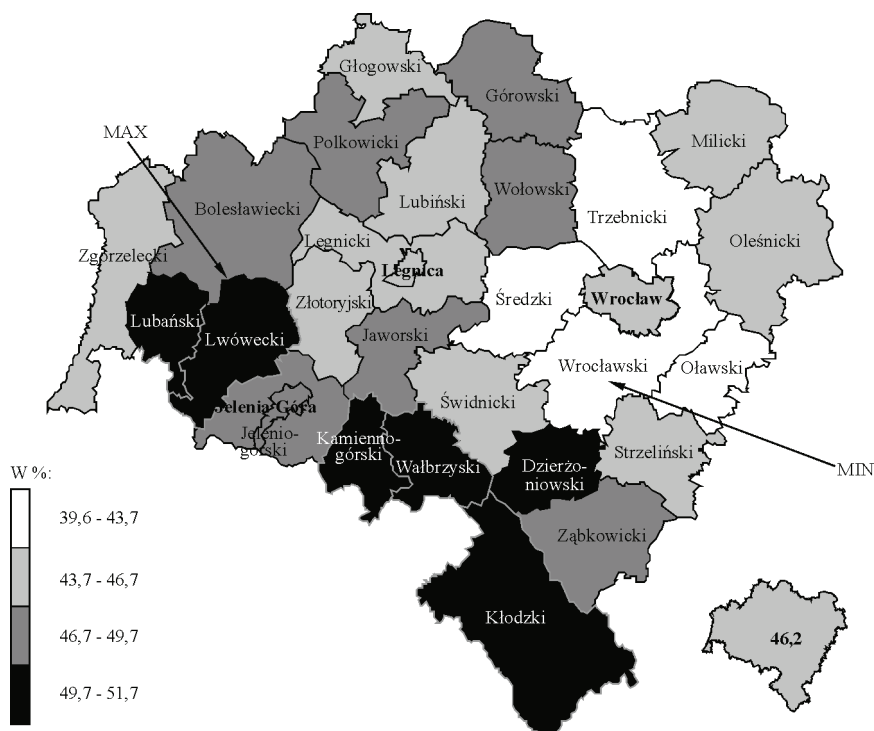 Głogowski
Górowski
MAX
Polkowicki
Milicki
Bolesławiecki
Lubiński
Wołowski
Trzebnicki
Legnicki
Zgorzelecki
Oleśnicki
Legnica
Złotoryjski
Średzki
Wrocław
Lubański
Lwówecki
Jaworski
Wrocławski
Oławski
Jelenia Góra
Świdnicki
Jelenio-
górski
Kamienno-
górski
Wałbrzyski
Dzierżo-
niowski
Strzeliński
MIN
W %:
39,6 - 43,7
43,7 - 46,7
46,7 - 49,7
49,7 - 51,7
Ząbkowicki
Kłodzki
46,2